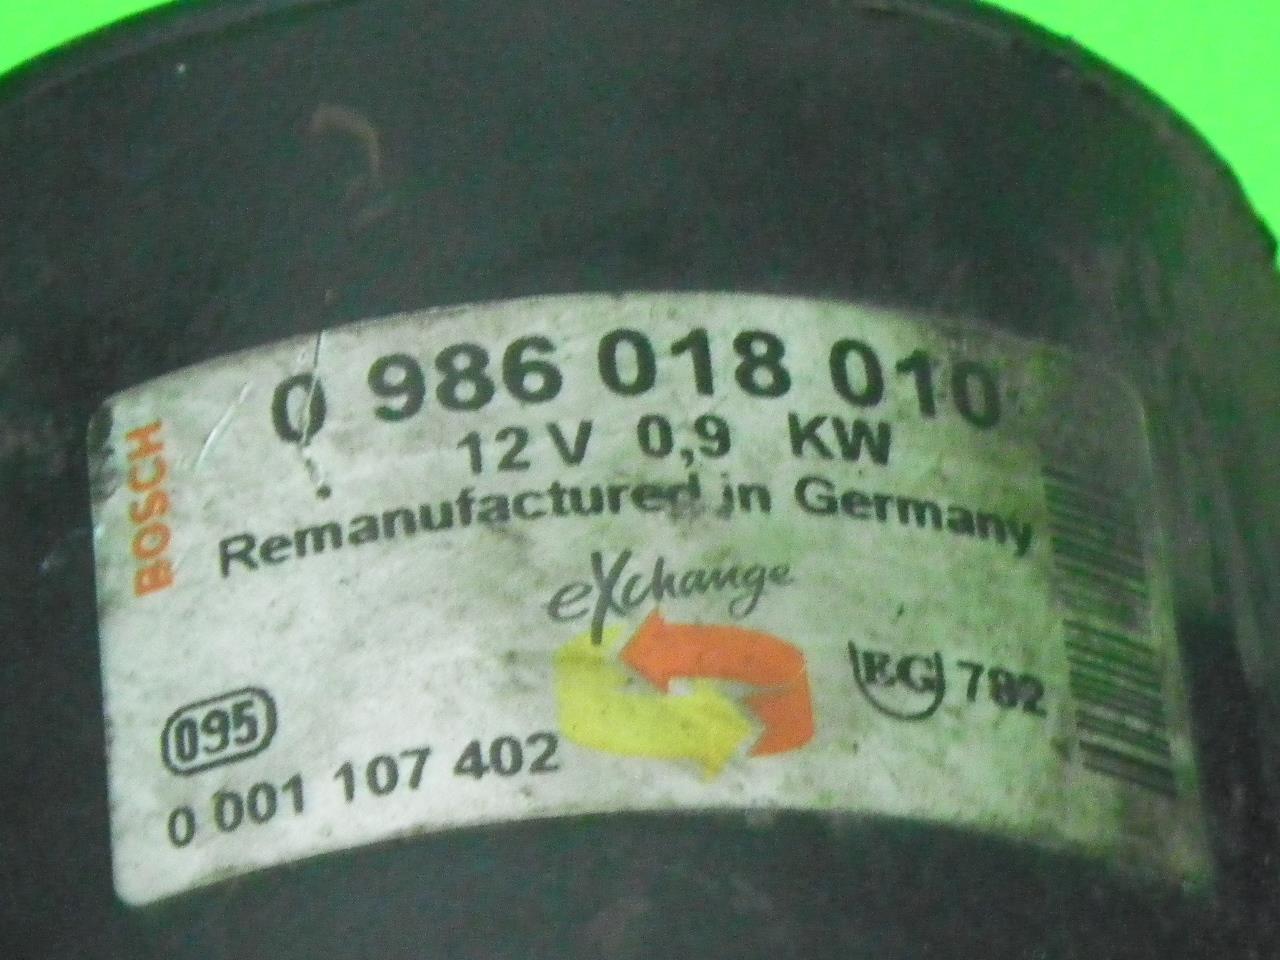 BOSCH
0 986 018 010
12 V 0,9 KW
Remanufactured in Germany
eXchange
EG 782
095
0 001 107 402